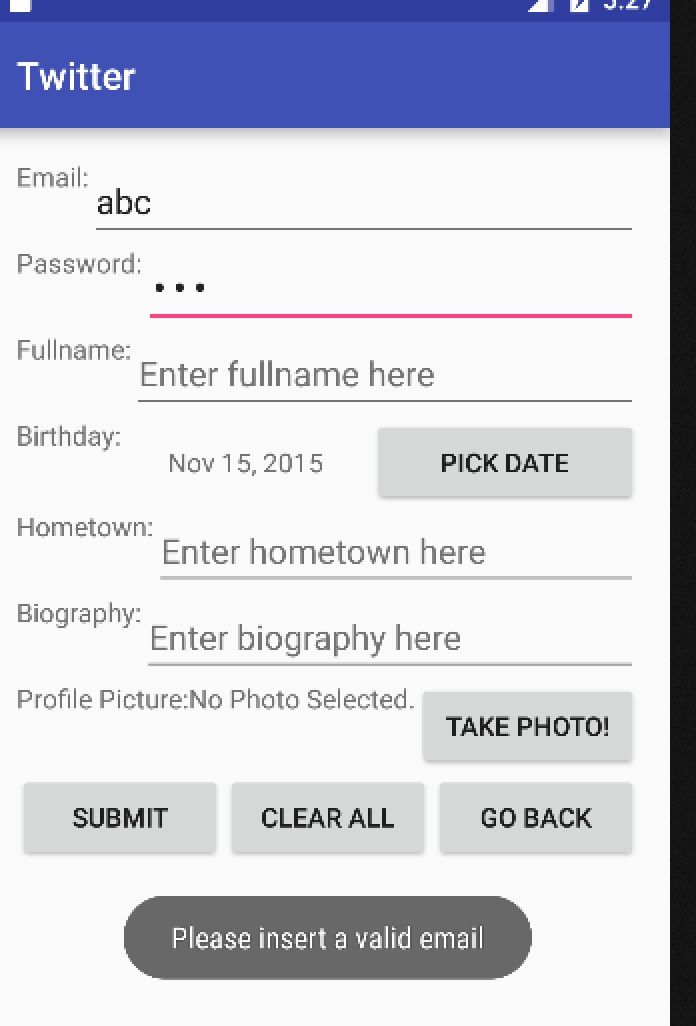 5:27
Twitter
Email:
abc
Password:
•••
Fullname:
Enter fullname here
Birthday:
Nov 15, 2015
PICK DATE
Hometown:
Enter hometown here
Biography:
Enter biography here
Profile Picture:No Photo Selected.
TAKE PHOTO!
SUBMIT CLEAR ALL GO BACK
Please insert a valid email